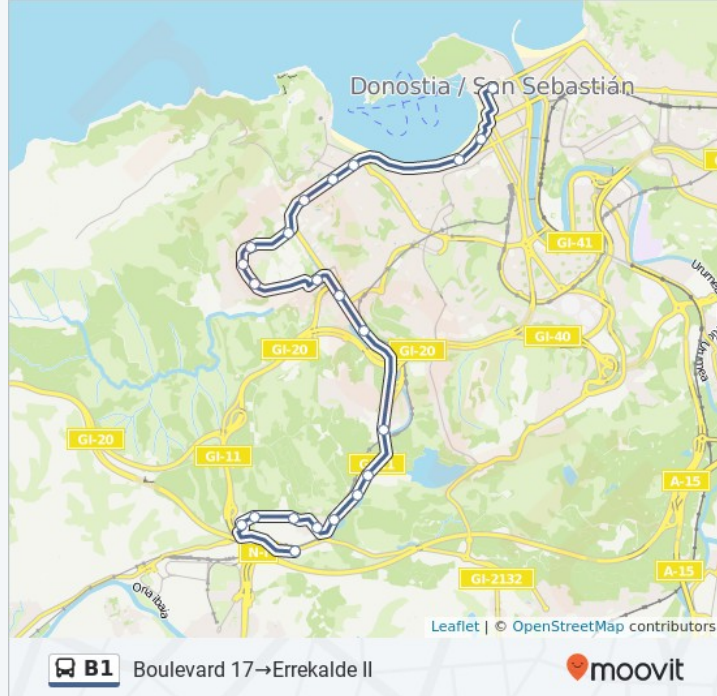 Donostia / San Sebastián
GI-41
Urumea
GI-40
GI-20
GI-20
Urumea
GI-20
GI-11
A-15
Oria ibaia
GI-2132
A-15
Leaflet | © OpenStreetMap contributors
B1 Boulevard 17→Errekalde II
moovit